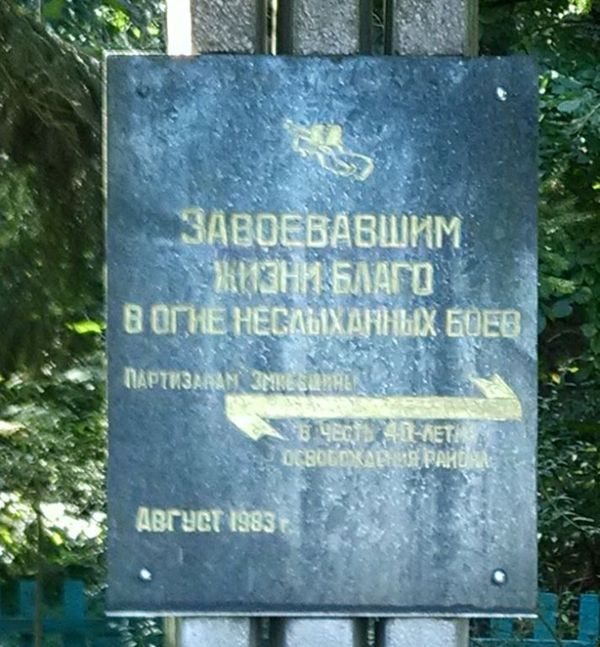 ЗАВОЕВАВШИМ
ЖИЗНИ БЛАГО
В ОГНЕ НЕСЛЫХАННЫХ БОЕВ
ПАРТИЗАНАМ ЗМИЕВЩИНЫ
В ЧЕСТЬ 40-ЛЕТИЯ
ОСВОБОЖДЕНИЯ РАЙОНА
АВГУСТ 1983 г.